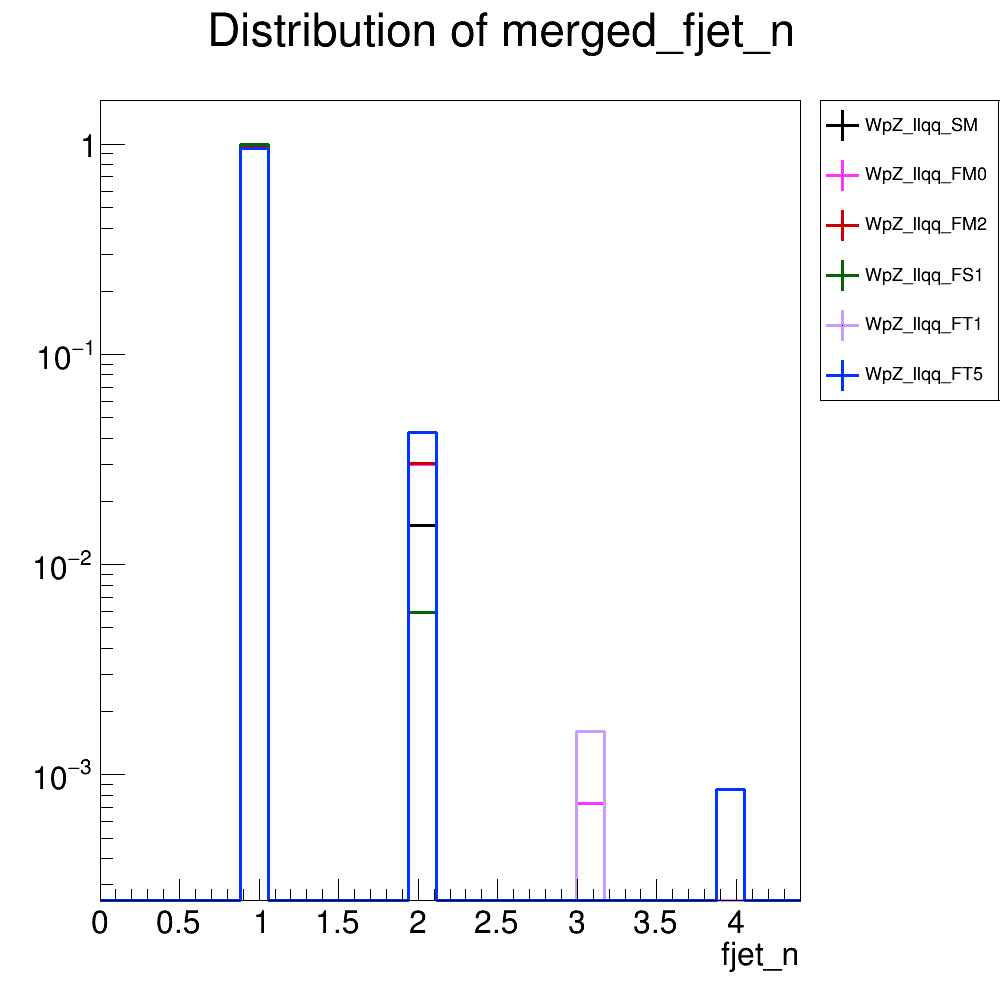 Distribution of merged_fjet_n
1
10−1
10−2
10−3
0 0.5 1 1.5 2 2.5 3 3.5 4
fjet_n
WpZ_llqq_SM
WpZ_llqq_FM0
WpZ_llqq_FM2
WpZ_llqq_FS1
WpZ_llqq_FT1
WpZ_llqq_FT5